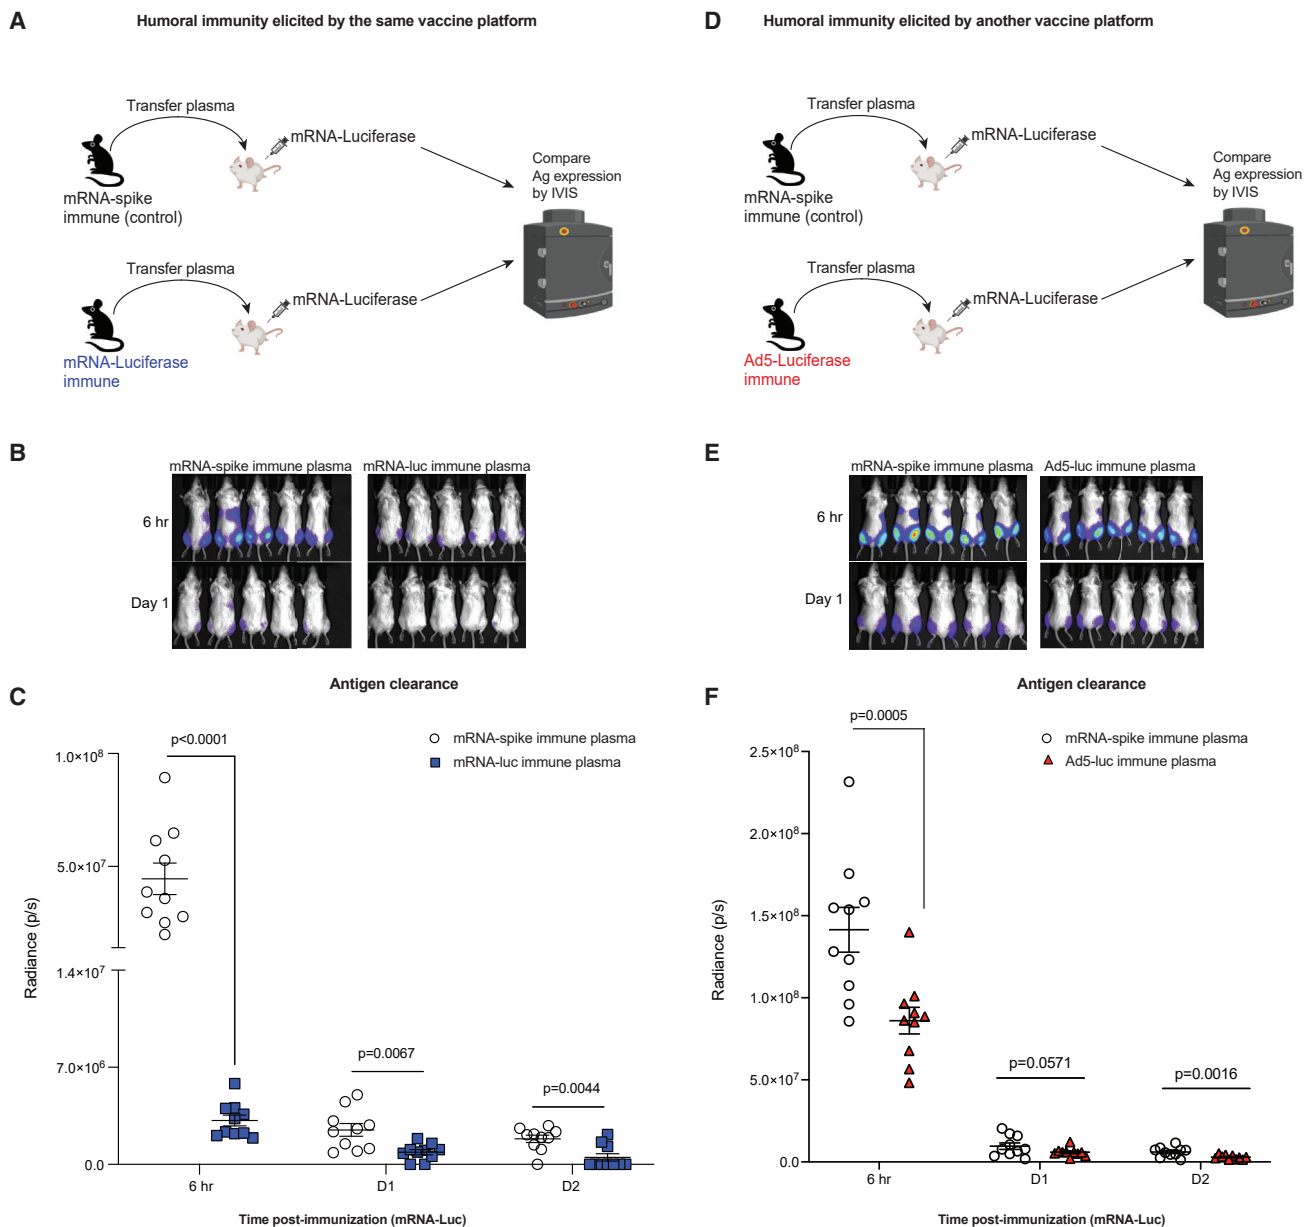 A
Humoral immunity elicited by the same vaccine platform
Transfer plasma
mRNA-Luciferase
mRNA-spike
immune (control)
Compare
Ag expression
by IVIS
Transfer plasma
mRNA-Luciferase
mRNA-Luciferase
immune
D
Humoral immunity elicited by another vaccine platform
Transfer plasma
mRNA-Luciferase
mRNA-spike
immune (control)
Compare
Ag expression
by IVIS
Transfer plasma
mRNA-Luciferase
Ad5-Luciferase
immune
B
mRNA-spike immune plasma
mRNA-luc immune plasma
6 hr
Day 1
E
mRNA-spike immune plasma
Ad5-luc immune plasma
6 hr
Day 1
C
Antigen clearance
p<0.0001
mRNA-spike immune plasma
mRNA-luc immune plasma
1.0×10⁸
5.0×10⁷
1.4×10⁷
7.0×10⁶
0.0
Radiance (p/s)
p=0.0067
p=0.0044
6 hr
D1
D2
Time post-immunization (mRNA-Luc)
F
Antigen clearance
p=0.0005
mRNA-spike immune plasma
Ad5-luc immune plasma
2.5×10⁸
2.0×10⁸
1.5×10⁸
1.0×10⁸
5.0×10⁷
0.0
Radiance (p/s)
p=0.0571
p=0.0016
6 hr
D1
D2
Time post-immunization (mRNA-Luc)